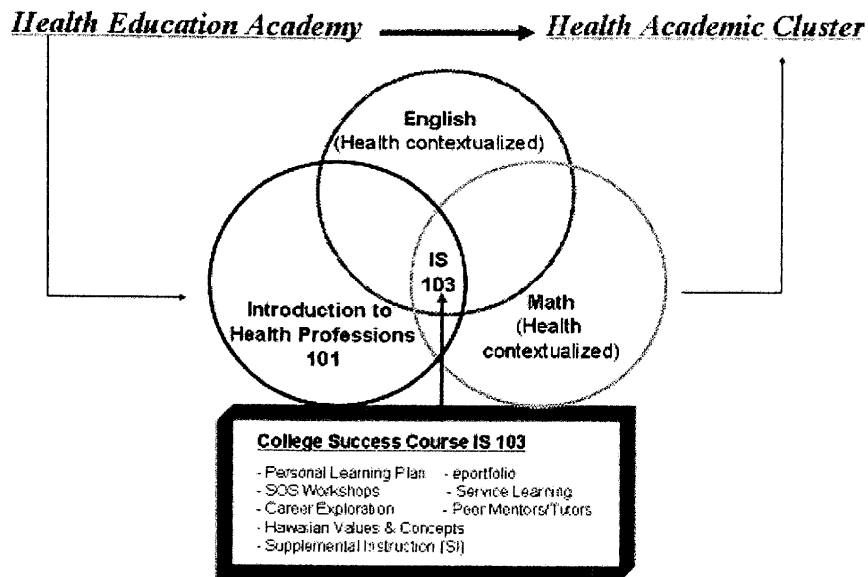 Health Education Academy
Health Academic Cluster
English
(Health contextualized)
IS
103
Introduction to
Health Professions
101
Math
(Health
contextualized)
College Success Course IS 103
- Personal Learning Plan - eportfolio
- SOS Workshops - Service Learning
- Career Exploration - Peer Mentors/Tutors
- Hawaiian Values & Concepts
- Supplemental Instruction (SI)